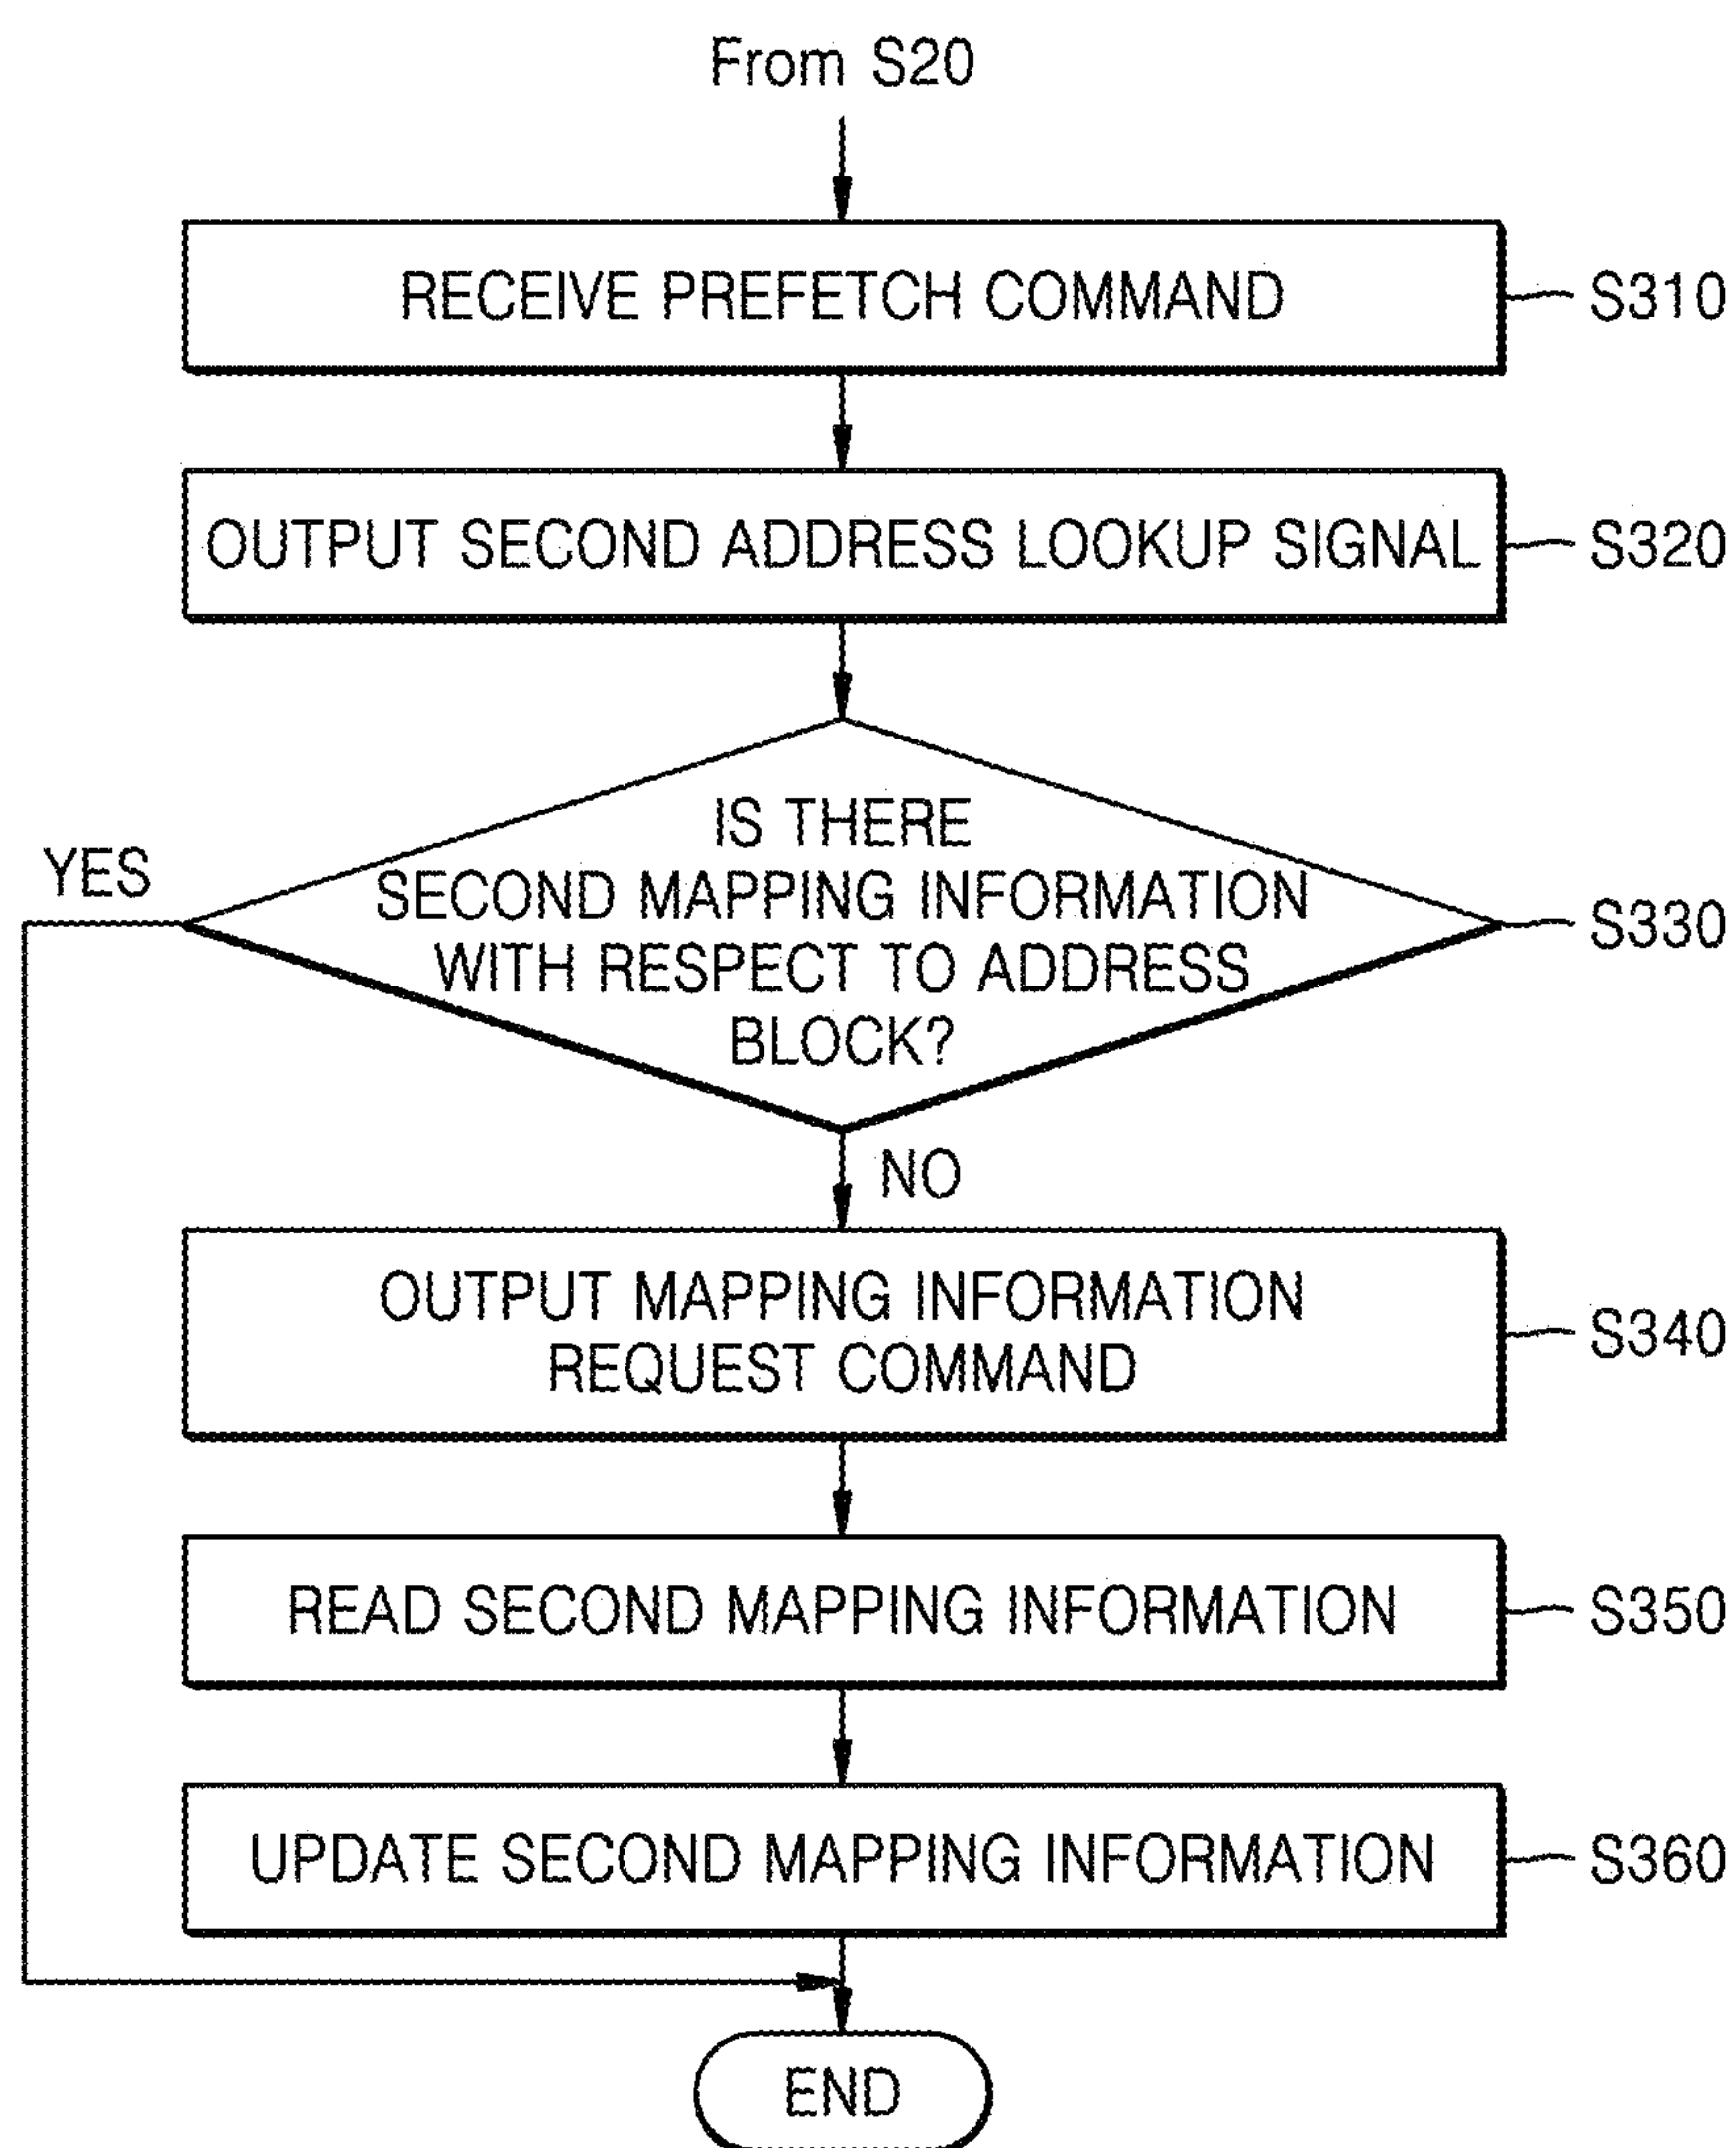 From S20
RECEIVE PREFETCH COMMAND
S310
OUTPUT SECOND ADDRESS LOOKUP SIGNAL
S320
IS THERE
SECOND MAPPING INFORMATION
WITH RESPECT TO ADDRESS
BLOCK?
YES
S330
NO
OUTPUT MAPPING INFORMATION
REQUEST COMMAND
S340
READ SECOND MAPPING INFORMATION
S350
UPDATE SECOND MAPPING INFORMATION
S360
END